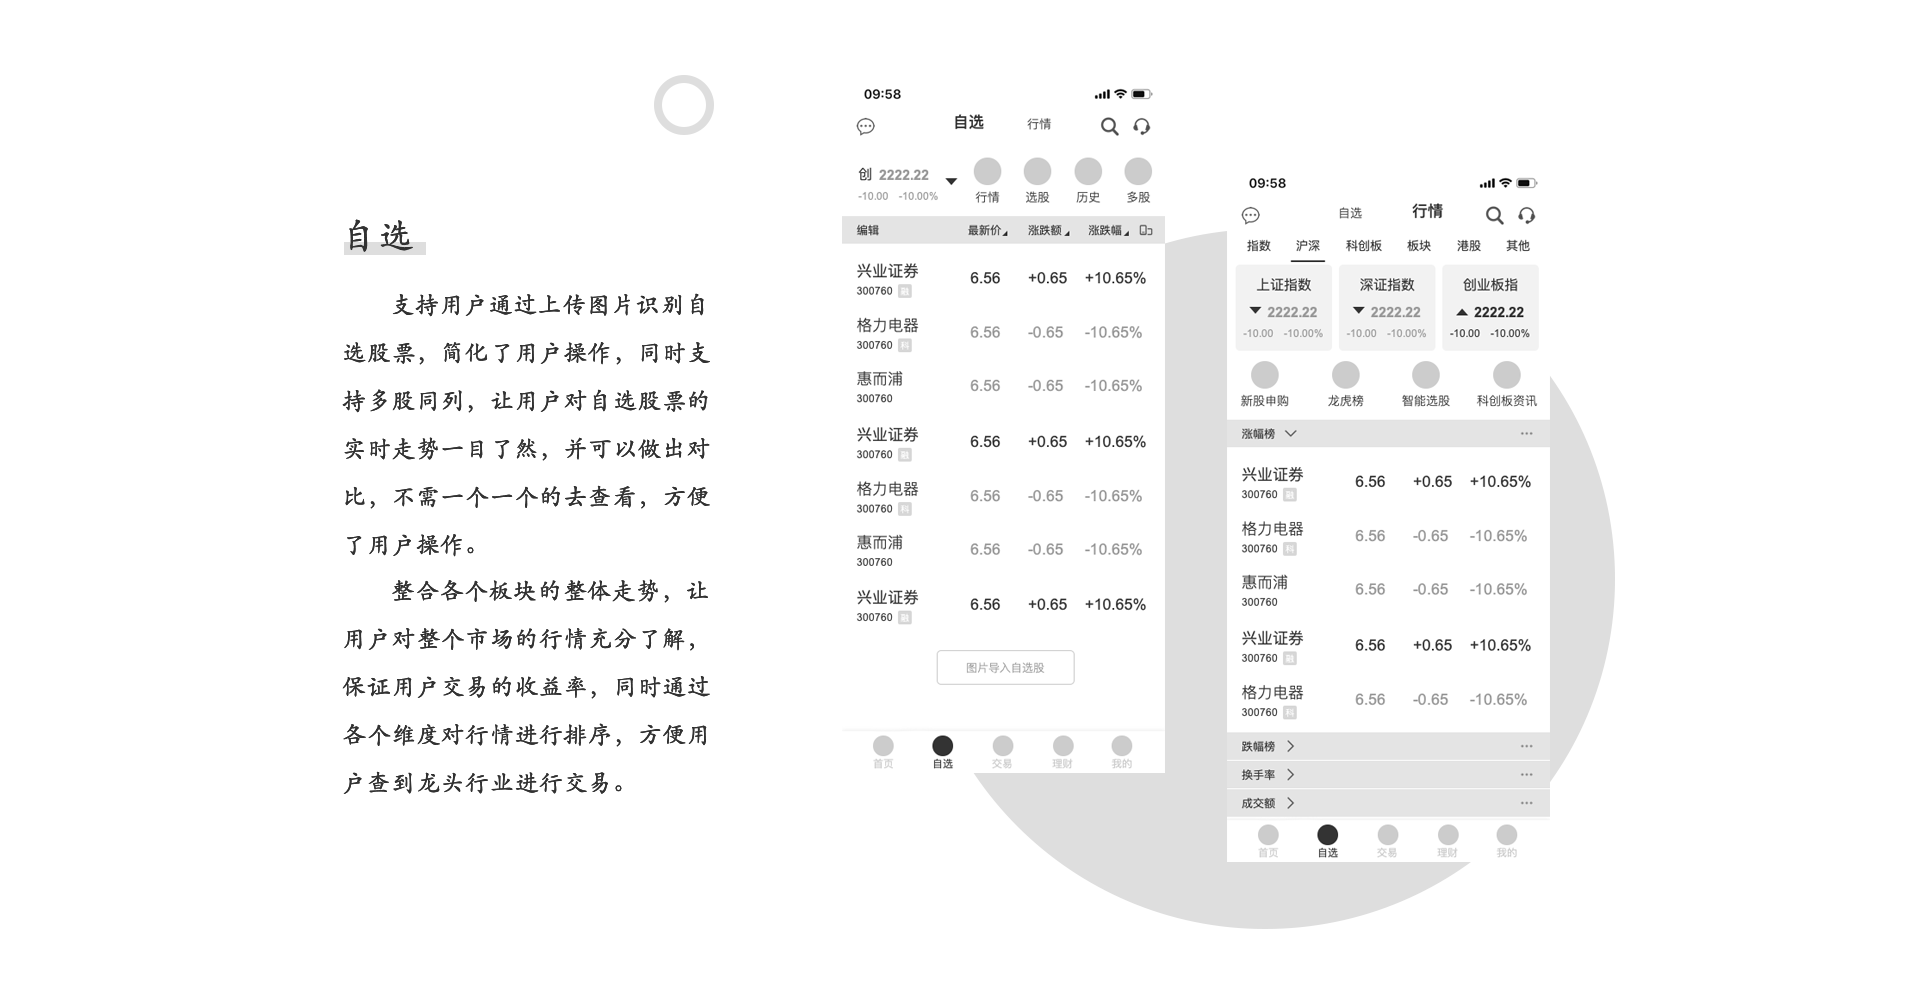 自选
支持用户通过上传图片识别自
选股票，简化了用户操作，同时支
持多股同列，让用户对自选股票的
实时走势一目了然，并可以做出对
比，不需一个一个的去查看，方便
了用户操作。
整合各个板块的整体走势，让
用户对整个市场的行情充分了解，
保证用户交易的收益率，同时通过
各个维度对行情进行排序，方便用
户查到龙头行业进行交易。
09:58
自选 行情
创 2222.22
-10.00 -10.00%
行情 选股 历史 多股
编辑 最新价 涨跌额 涨跌幅
兴业证券 6.56 +0.65 +10.65%
300760 融
格力电器 6.56 -0.65 -10.65%
300760 科
惠而浦 6.56 -0.65 -10.65%
300760
兴业证券 6.56 +0.65 +10.65%
300760 融
格力电器 6.56 -0.65 -10.65%
300760 科
惠而浦 6.56 -0.65 -10.65%
300760
兴业证券 6.56 +0.65 +10.65%
300760 融
图片导入自选股
首页 自选 交易 理财 我的
09:58
自选 行情
指数 沪深 科创板 板块 港股 其他
上证指数 深证指数 创业板指
2222.22 2222.22 2222.22
-10.00 -10.00% -10.00 -10.00% -10.00 -10.00%
新股申购 龙虎榜 智能选股 科创板资讯
涨幅榜
兴业证券 6.56 +0.65 +10.65%
300760 融
格力电器 6.56 -0.65 -10.65%
300760 科
惠而浦 6.56 -0.65 -10.65%
300760
兴业证券 6.56 +0.65 +10.65%
300760 融
格力电器 6.56 -0.65 -10.65%
300760 科
跌幅榜
换手率
成交额
首页 自选 交易 理财 我的